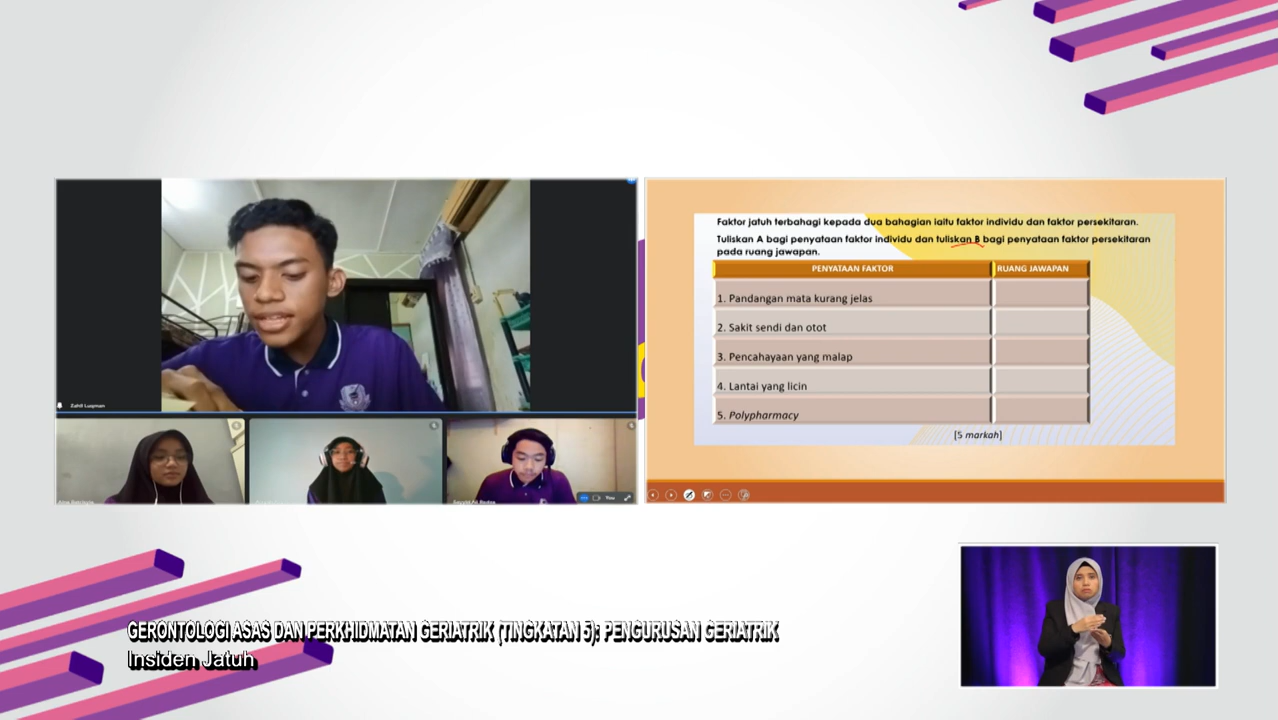 Zahil Luqman
You
Faktor jatuh terbahagi kepada dua bahagian iaitu faktor individu dan faktor persekitaran.
Tuliskan A bagi penyataan faktor individu dan tuliskan B bagi penyataan faktor persekitaran
pada ruang jawapan.
PENYATAAN FAKTOR RUANG JAWAPAN
1. Pandangan mata kurang jelas
2. Sakit sendi dan otot
3. Pencahayaan yang malap
4. Lantai yang licin
5. Polypharmacy
[5 markah]
GERONTOLOGI ASAS DAN PERKHIDMATAN GERIATRIK (TINGKATAN 5): PENGURUSAN GERIATRIK
Insiden Jatuh